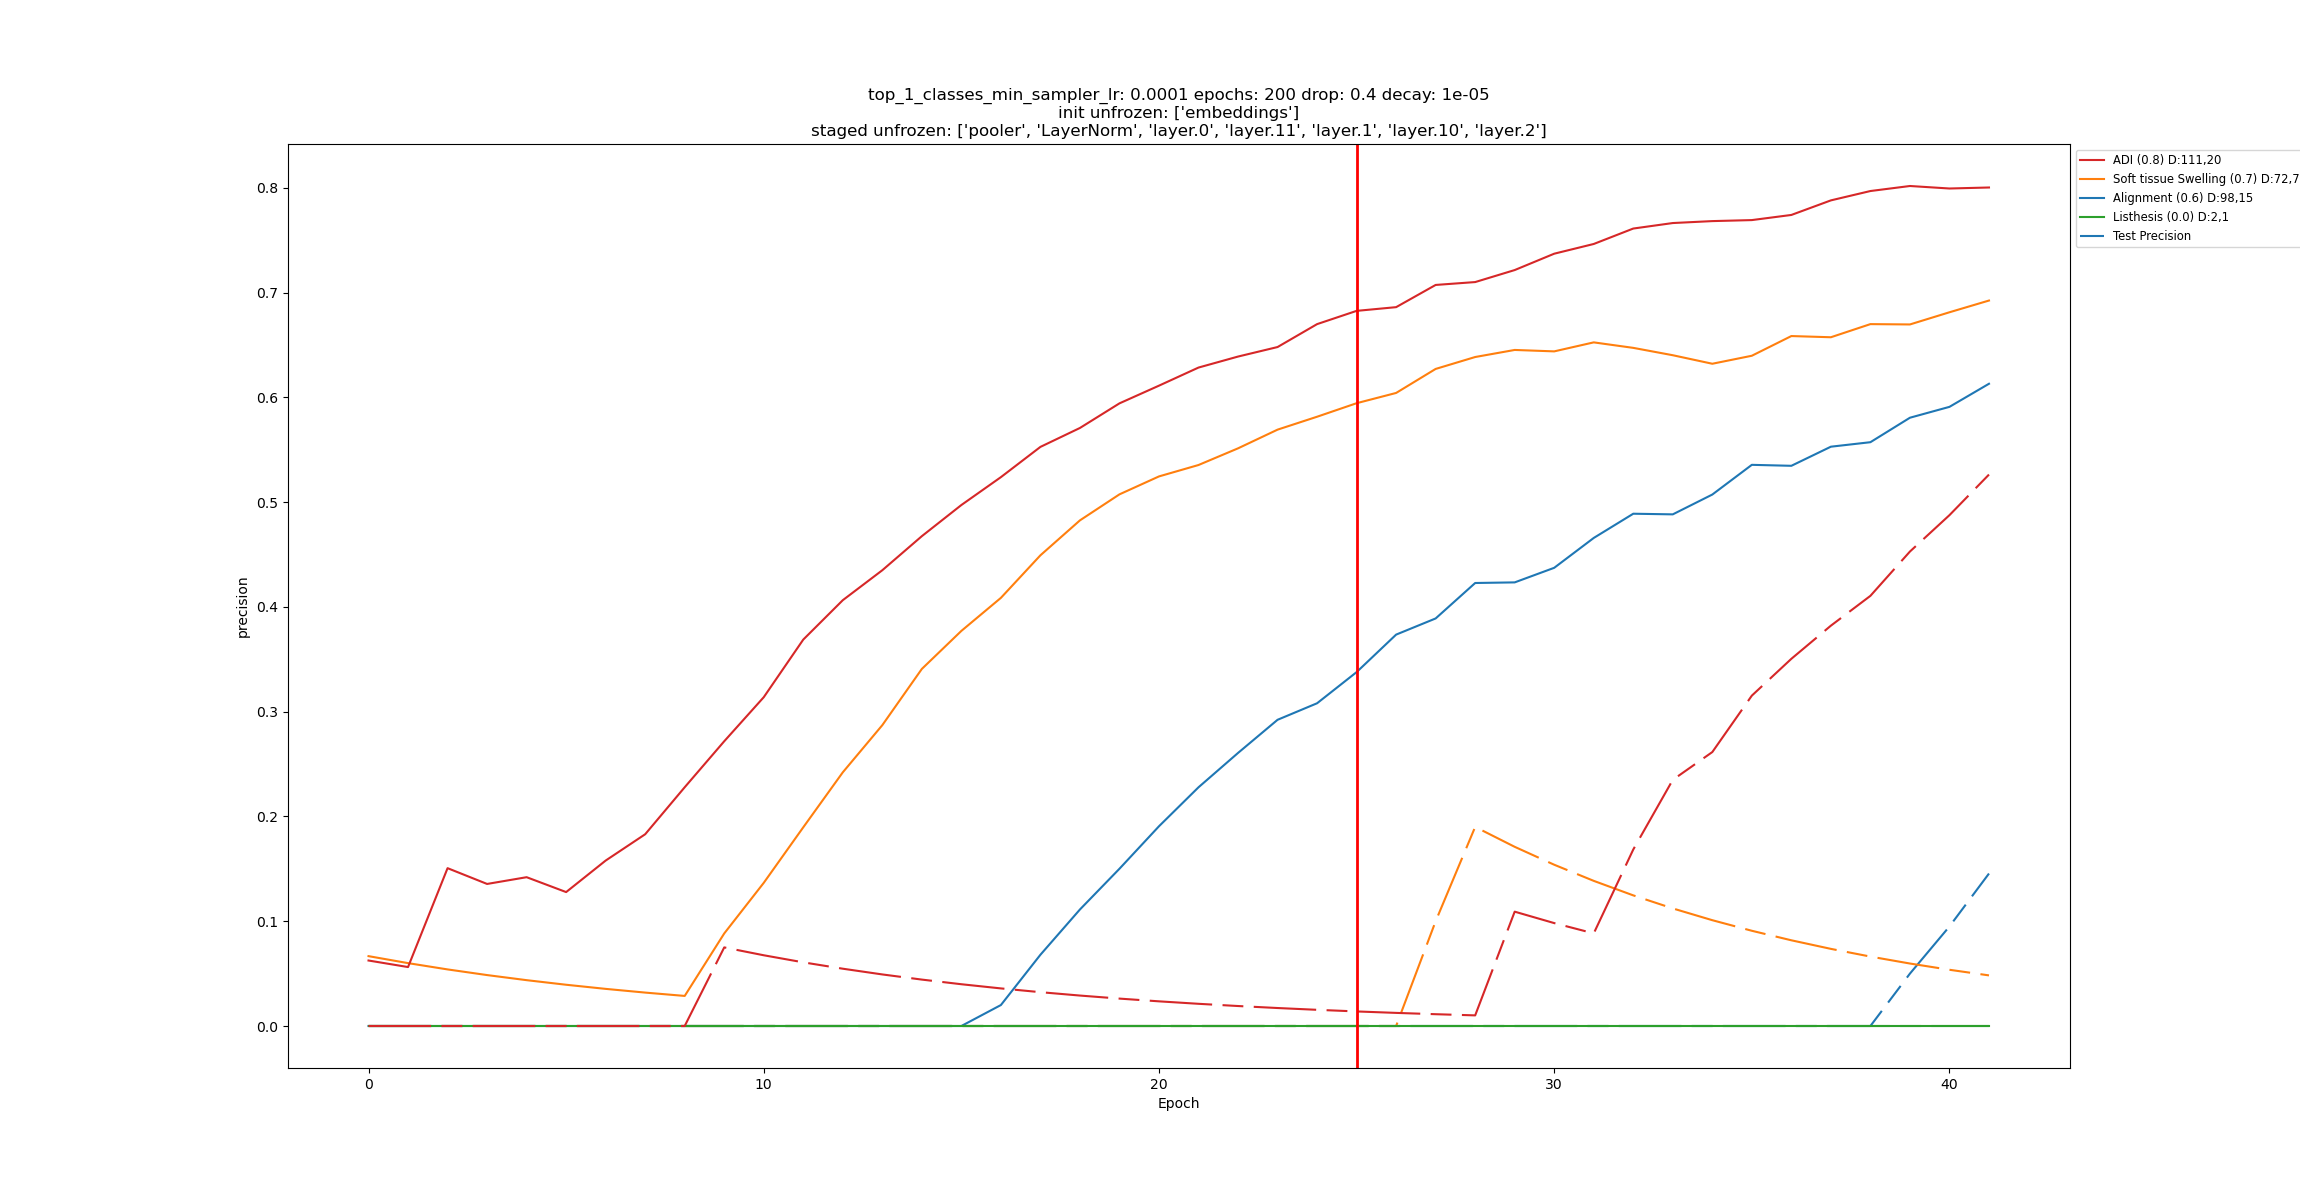 top_1_classes_min_sampler_lr: 0.0001 epochs: 200 drop: 0.4 decay: 1e-05
init unfrozen: ['embeddings']
staged unfrozen: ['pooler', 'LayerNorm', 'layer.0', 'layer.11', 'layer.1', 'layer.10', 'layer.2']
ADI (0.8) D:111,20
Soft tissue Swelling (0.7) D:72,7
Alignment (0.6) D:98,15
Listhesis (0.0) D:2,1
Test Precision
precision
0.8
0.7
0.6
0.5
0.4
0.3
0.2
0.1
0.0
0 10 20 30 40
Epoch